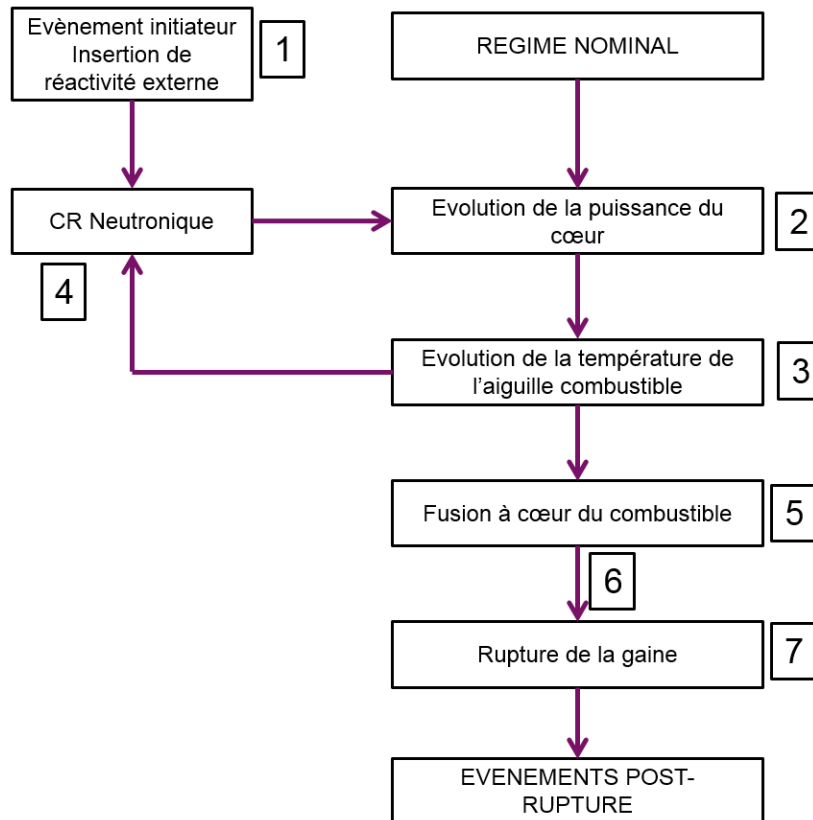 Evènement initiateur
Insertion de
réactivité externe
1
REGIME NOMINAL
CR Neutronique
Evolution de la puissance du
cœur
2
4
Evolution de la température de
l'aiguille combustible
3
Fusion à cœur du combustible
5
6
Rupture de la gaine
7
EVENEMENTS POST-
RUPTURE